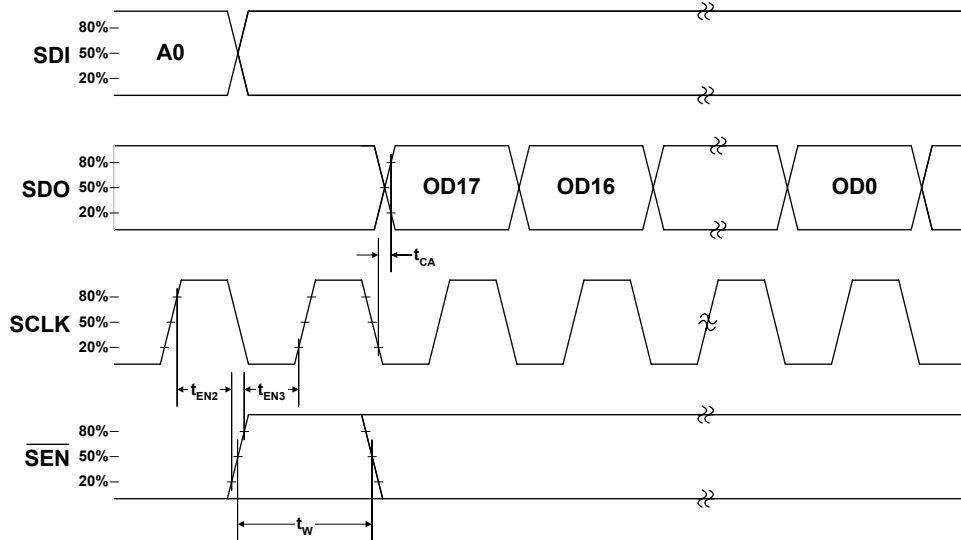 SDI
80%
50%
20%
A0
SDO
80%
50%
20%
OD17
OD16
OD0
tCA
SCLK
80%
50%
20%
tEN2
tEN3
SEN
80%
50%
20%
tW